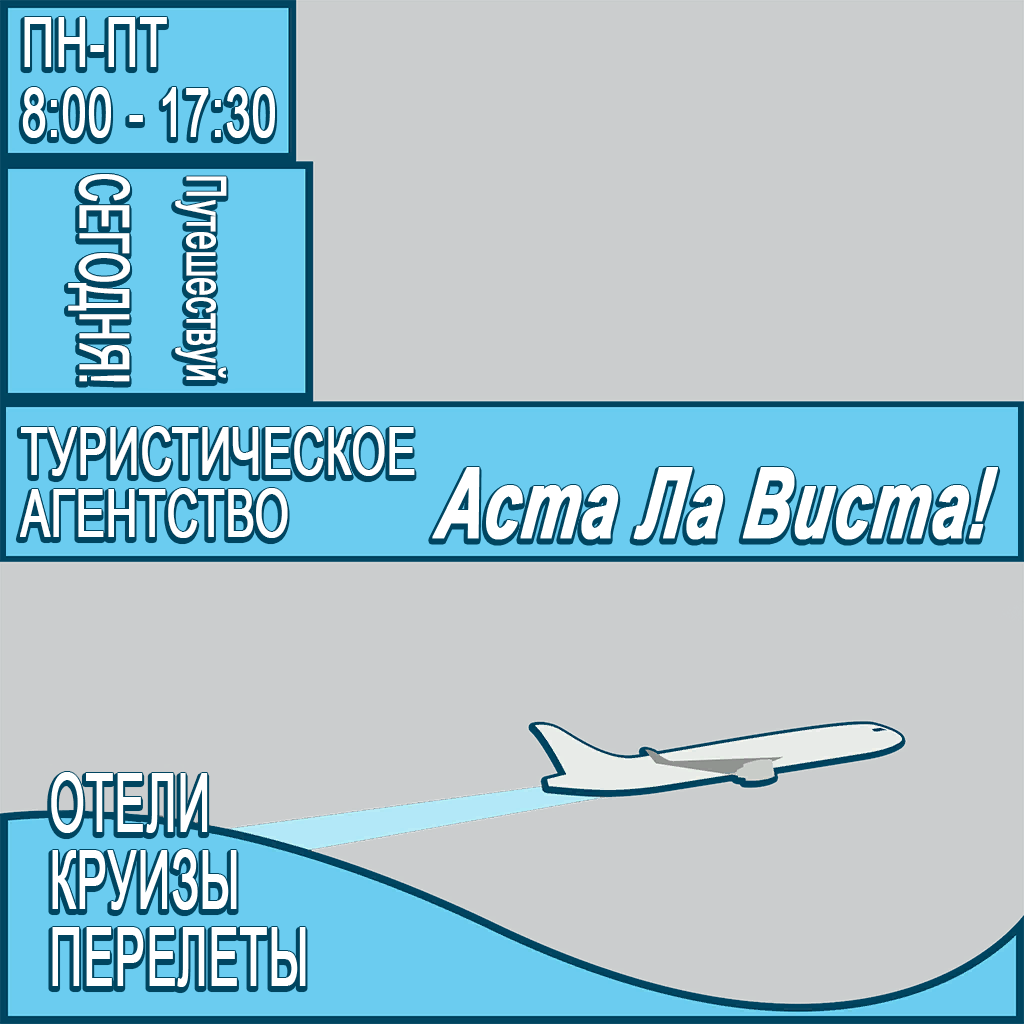 ПН-ПТ
8:00 - 17:30
Путешествуй
СЕГОДНЯ!
ТУРИСТИЧЕСКОЕ
АГЕНТСТВО
Аста Ла Виста!
ОТЕЛИ
КРУИЗЫ
ПЕРЕЛЕТЫ